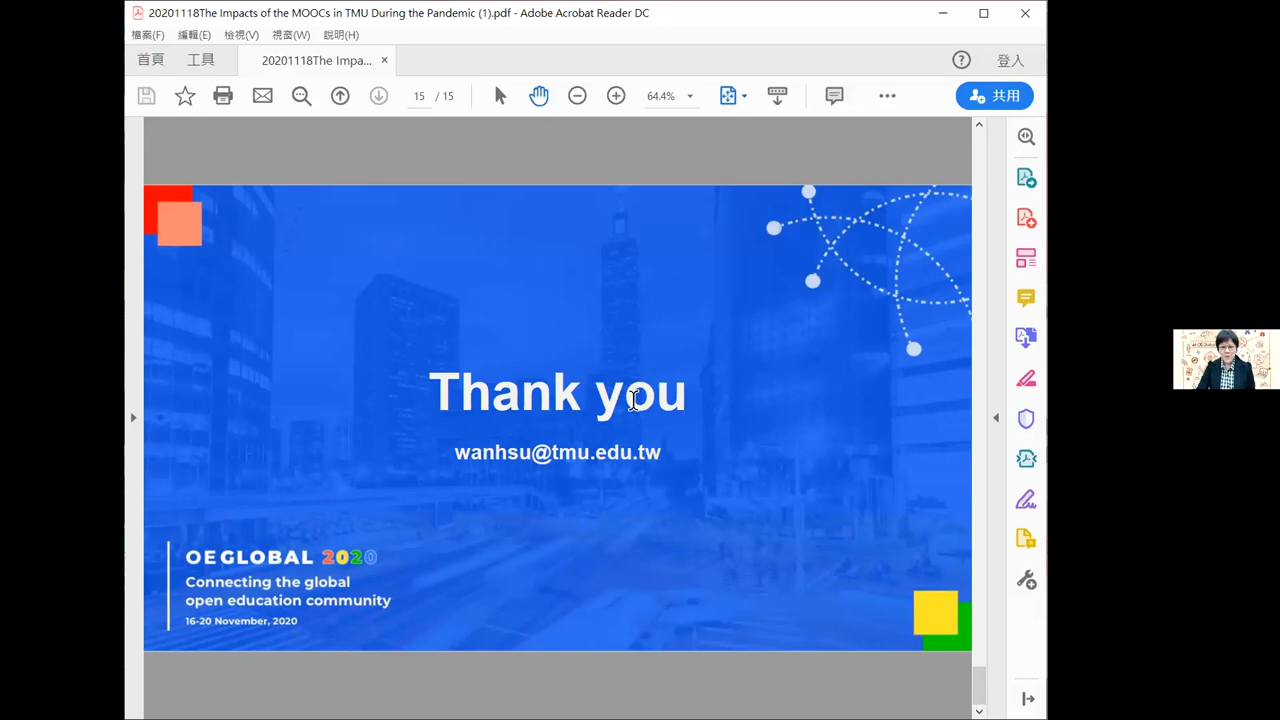 20201118The Impacts of the MOOCs in TMU During the Pandemic (1).pdf - Adobe Acrobat Reader DC
檔案(F) 編輯(E) 檢視(V) 視窗(W) 說明(H)
首頁 工具 20201118The Impa... × ? 登入
15 / 15 64.4% 共用
Thank you
wanhsu@tmu.edu.tw
OEGLOBAL 2020
Connecting the global
open education community
16-20 November, 2020